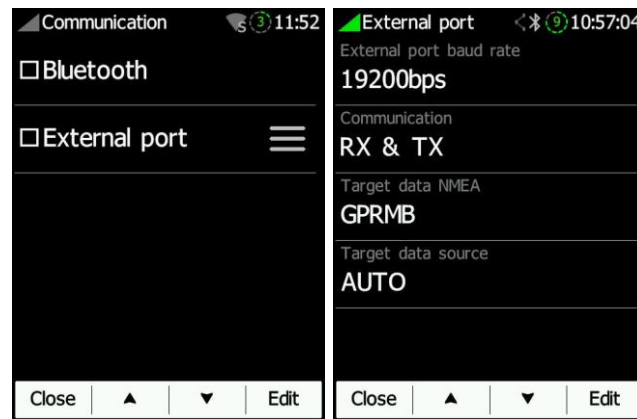 Communication
S 3 11:52
Bluetooth
External port
Close
Edit
External port
9 10:57:04
External port baud rate
19200bps
Communication
RX & TX
Target data NMEA
GPRMB
Target data source
AUTO
Close
Edit